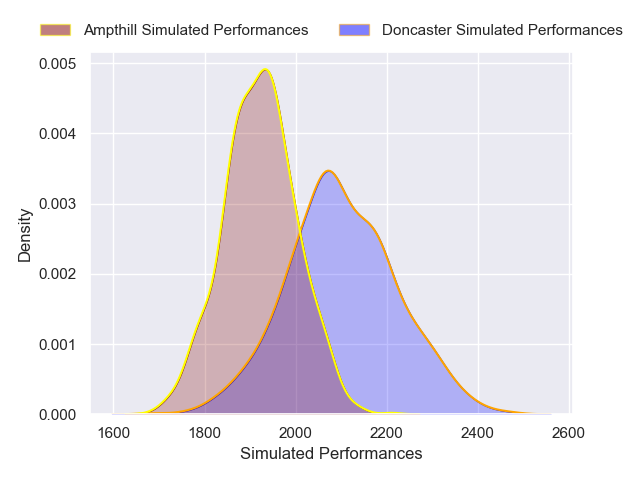 Ampthill Simulated Performances
Doncaster Simulated Performances
0.005
0.004
0.003
0.002
0.001
0.000
Density
1600 1800 2000 2200 2400 2600
Simulated Performances